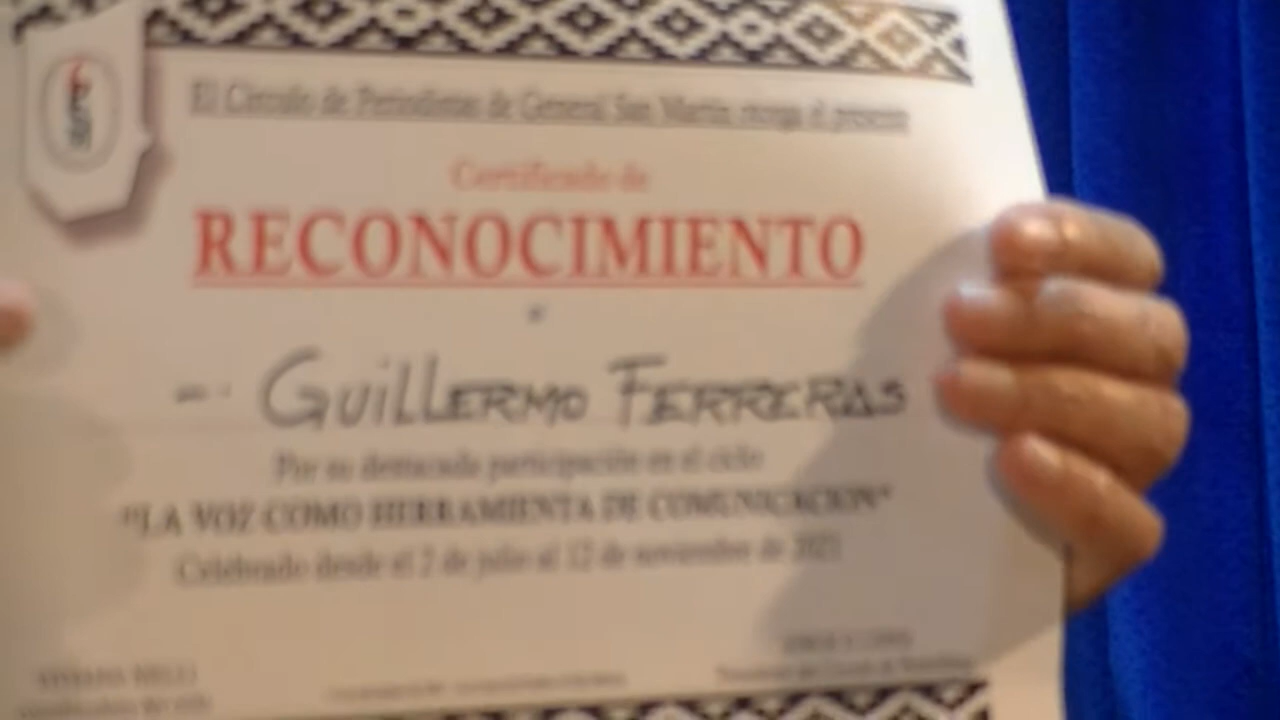 El Círculo de Periodistas de General San Martín otorga el presente
Certificado de
RECONOCIMIENTO
a
GuiLLERMO FERRERAS
Por su destacada participación en el ciclo
"LA VOZ COMO HERRAMIENTA DE COMUNICACION"
Celebrado desde el 2 de julio al 12 de noviembre de 2021